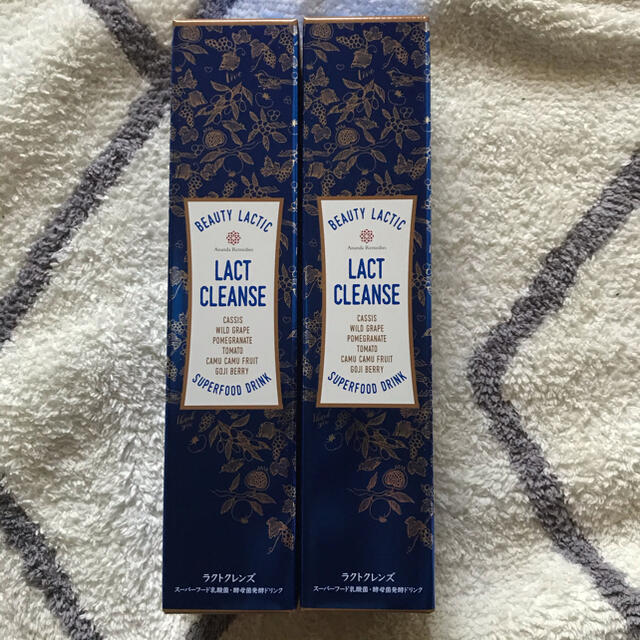 BEAUTY LACTIC
Ananda Remedies
LACT
CLEANSE
CASSIS
WILD GRAPE
POMEGRANATE
TOMATO
CAMU CAMU FRUIT
GOJI BERRY
SUPERFOOD DRINK
ラクトクレンズ
スーパーフード乳酸菌・酵母菌発酵ドリンク
BEAUTY LACTIC
Ananda Remedies
LACT
CLEANSE
CASSIS
WILD GRAPE
POMEGRANATE
TOMATO
CAMU CAMU FRUIT
GOJI BERRY
SUPERFOOD DRINK
ラクトクレンズ
スーパーフード乳酸菌・酵母菌発酵ドリンク